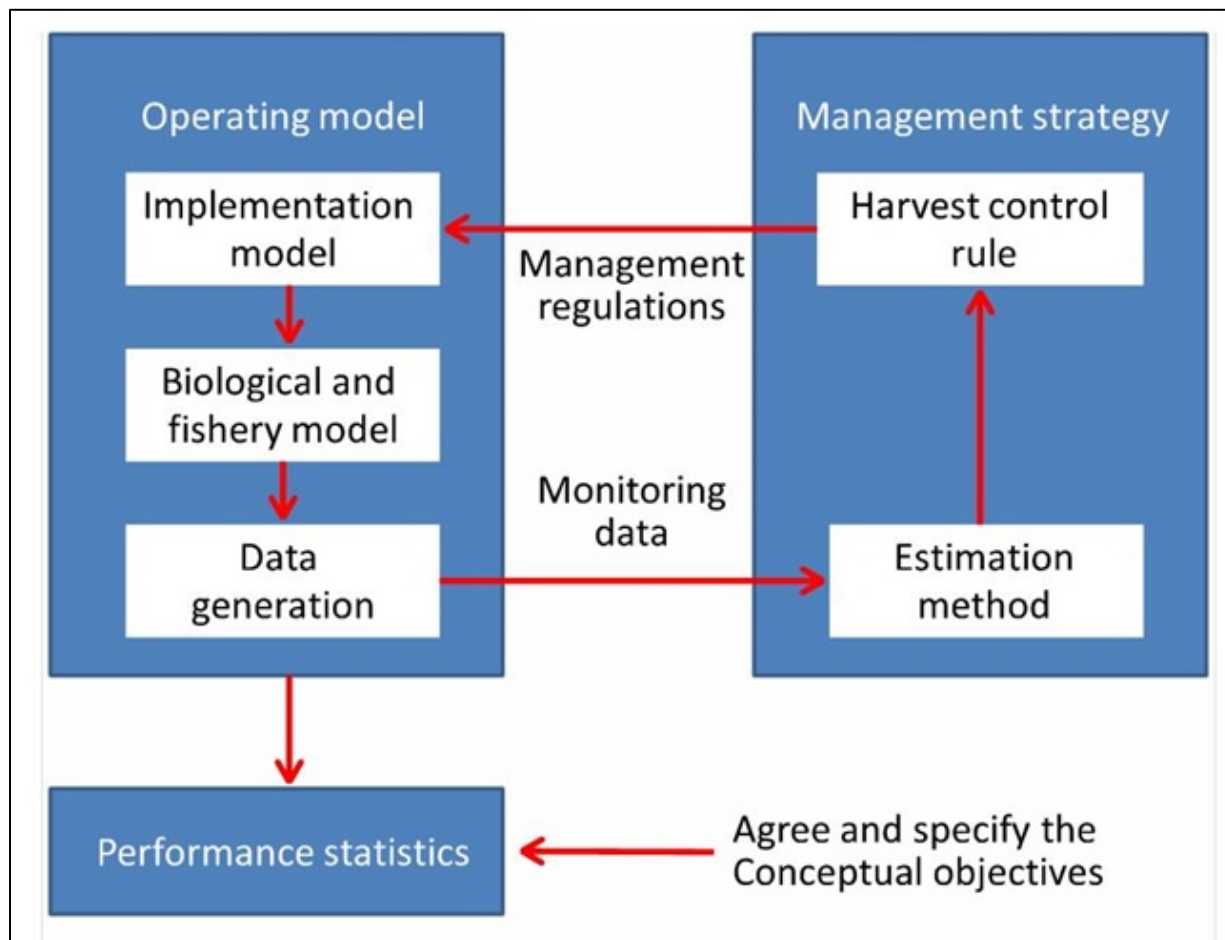 Operating model
Implementation
model
Biological and
fishery model
Data
generation
Management
regulations
Monitoring
data
Management strategy
Harvest control
rule
Estimation
method
Performance statistics
Agree and specify the
Conceptual objectives